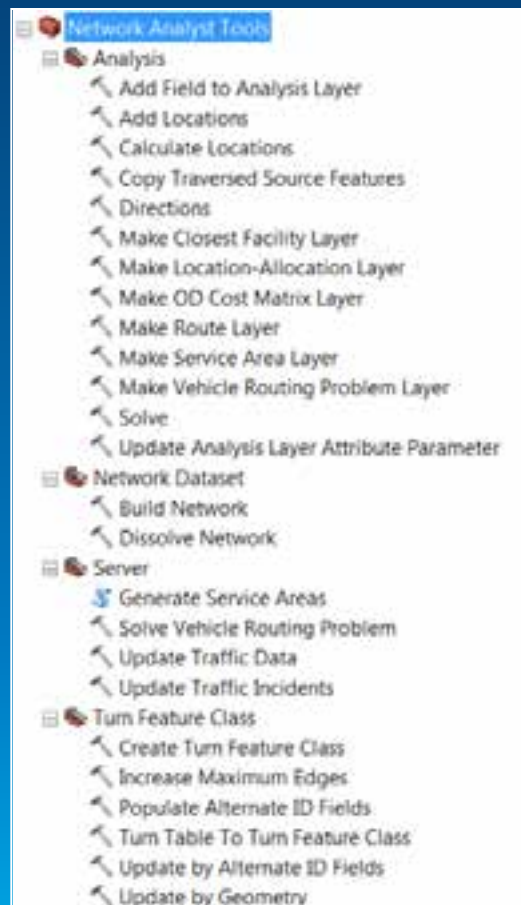 Network Analyst Tools
Analysis
Add Field to Analysis Layer
Add Locations
Calculate Locations
Copy Traversed Source Features
Directions
Make Closest Facility Layer
Make Location-Allocation Layer
Make OD Cost Matrix Layer
Make Route Layer
Make Service Area Layer
Make Vehicle Routing Problem Layer
Solve
Update Analysis Layer Attribute Parameter
Network Dataset
Build Network
Dissolve Network
Server
Generate Service Areas
Solve Vehicle Routing Problem
Update Traffic Data
Update Traffic Incidents
Turn Feature Class
Create Turn Feature Class
Increase Maximum Edges
Populate Alternate ID Fields
Turn Table To Turn Feature Class
Update by Alternate ID Fields
Update by Geometry